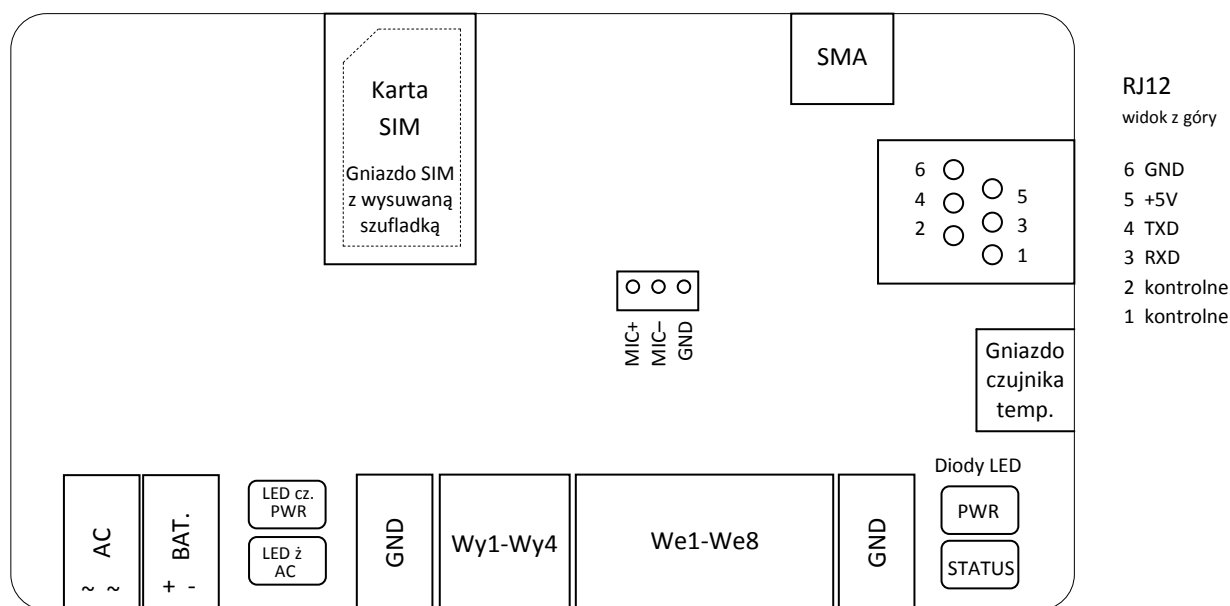 Karta
SIM
Gniazdo SIM
z wysuwaną
szufladką
SMA
RJ12
widok z góry
6 GND
5 +5V
4 TXD
3 RXD
2 kontrolne
1 kontrolne
6
5
4
3
2
1
MIC+
MIC–
GND
Gniazdo
czujnika
temp.
AC
~ ~
BAT.
+ -
LED cz.
PWR
LED ż
AC
GND
Wy1-Wy4
We1-We8
GND
Diody LED
PWR
STATUS